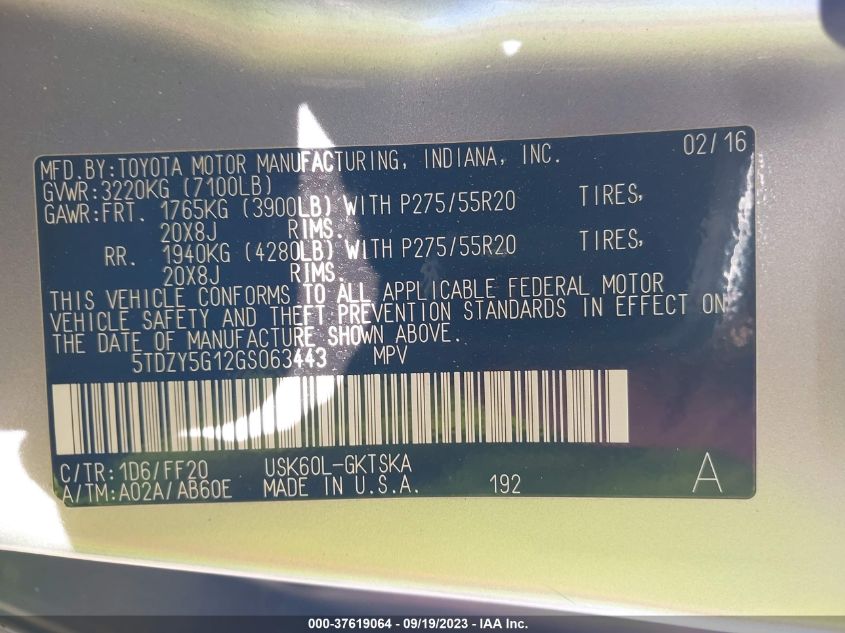 MFD.BY:TOYOTA MOTOR MANUFACTURING, INDIANA, INC. 02/16
GVWR:3220KG (7100LB)
GAWR:FRT. 1765KG (3900LB) WITH P275/55R20 TIRES,
20X8J RIMS.
RR. 1940KG (4280LB) WITH P275/55R20 TIRES,
20X8J RIMS.
THIS VEHICLE CONFORMS TO ALL APPLICABLE FEDERAL MOTOR
VEHICLE SAFETY AND THEFT PREVENTION STANDARDS IN EFFECT ON
THE DATE OF MANUFACTURE SHOWN ABOVE.
5TDZY5G12GS063443 MPV
C/TR:1D6/FF20 USK60L-GKTSKA
A/TM:A02A/AB60E MADE IN U.S.A. 192 A
000-37619064 - 09/19/2023 - IAA Inc.